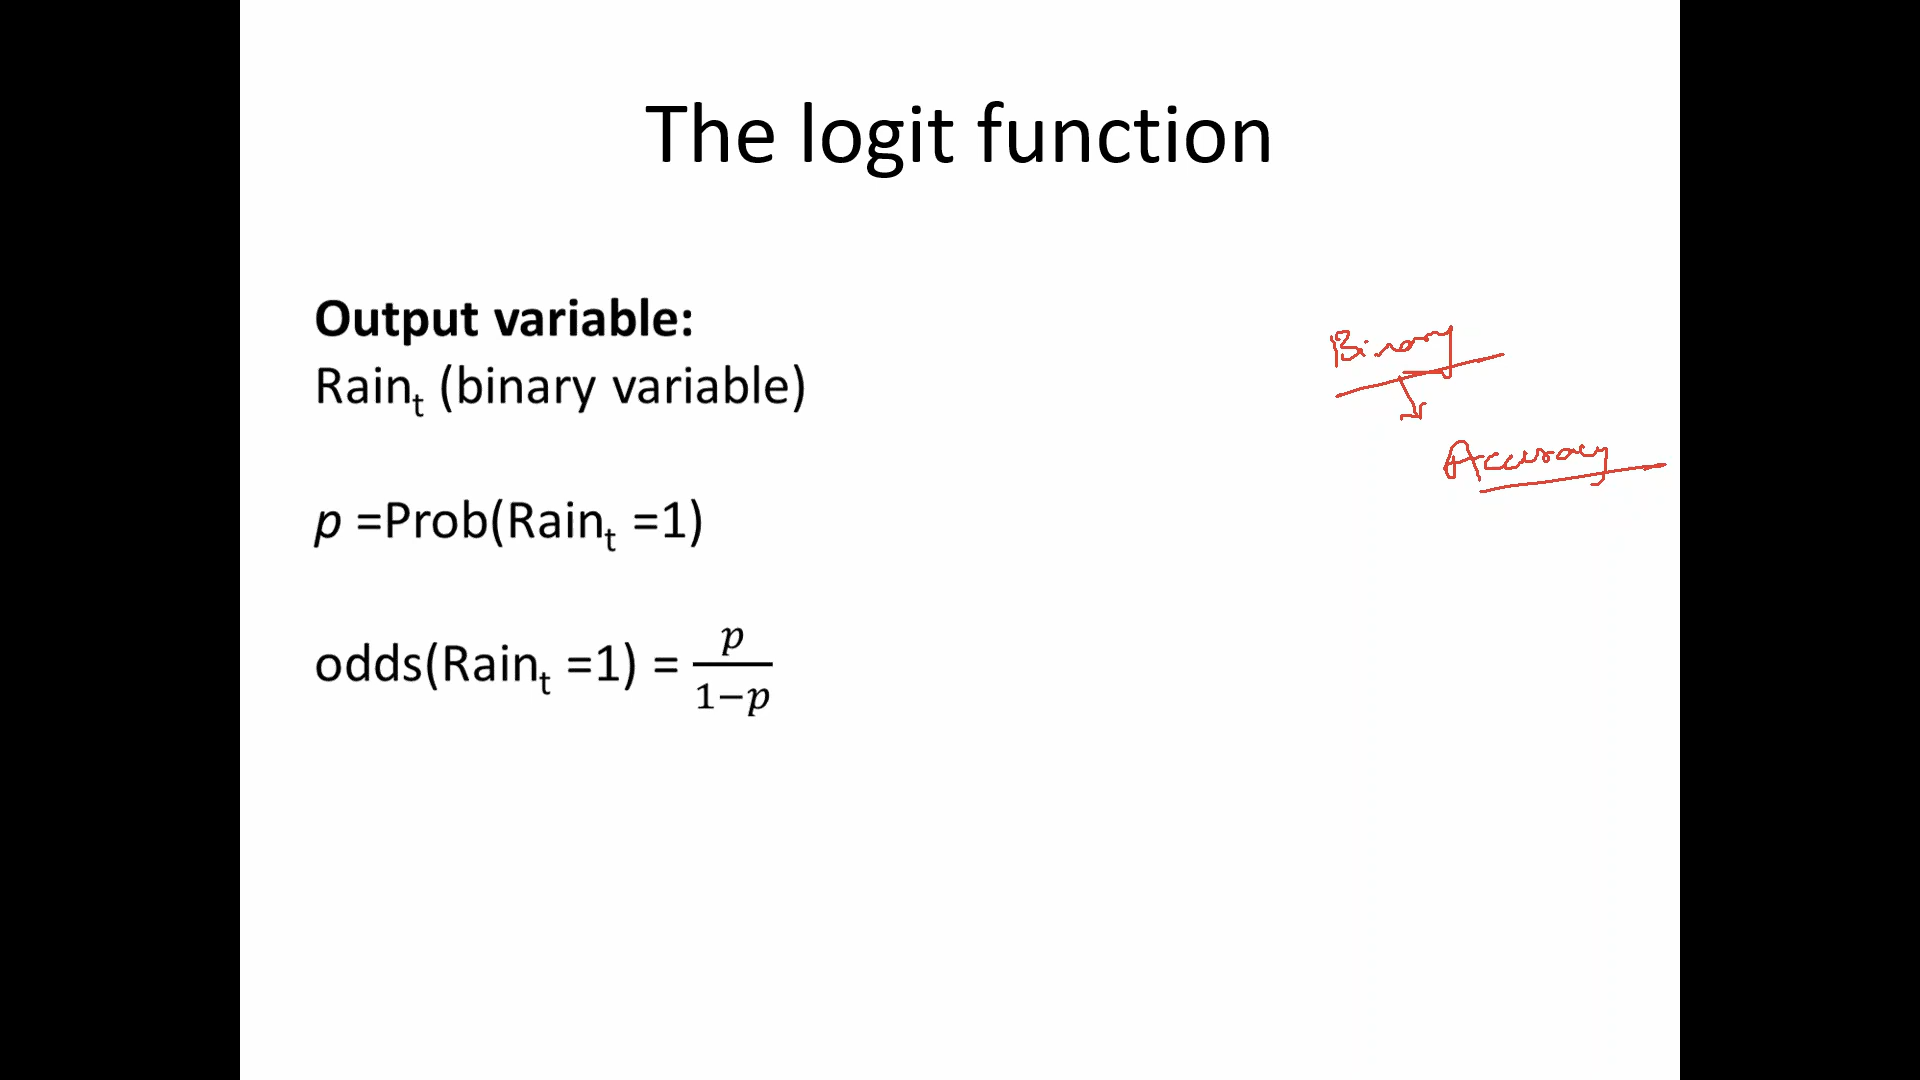 The logit function
Output variable:
Rainₜ (binary variable)
p =Prob(Rainₜ =1)
odds(Rainₜ =1) = p/(1−p)
Binary
Accuracy